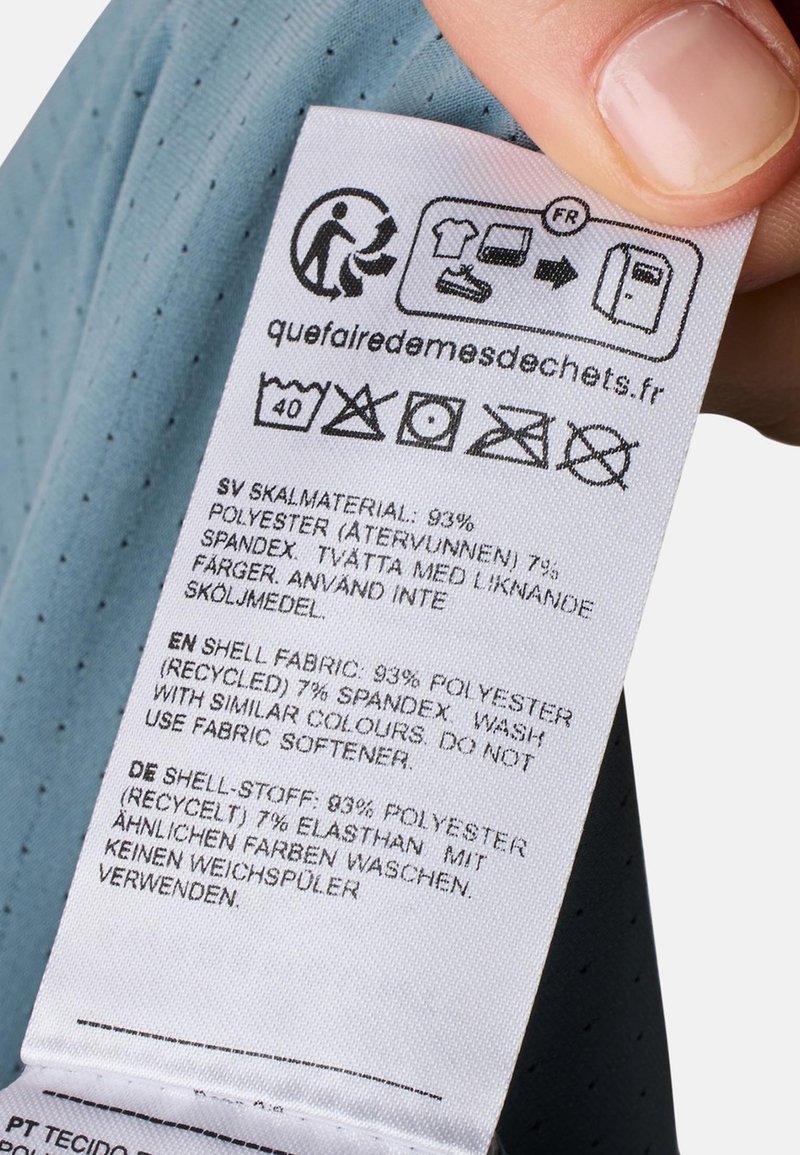 FR
quefairedemesdechets.fr
40
SV SKALMATERIAL: 93%
POLYESTER (ÅTERVUNNEN) 7%
SPANDEX. TVÄTTA MED LIKNANDE
FÄRGER. ANVÄND INTE
SKÖLJMEDEL.
EN SHELL FABRIC: 93% POLYESTER
(RECYCLED) 7% SPANDEX. WASH
WITH SIMILAR COLOURS. DO NOT
USE FABRIC SOFTENER.
DE SHELL-STOFF: 93% POLYESTER
(RECYCELT) 7% ELASTHAN MIT
ÄHNLICHEN FARBEN WASCHEN.
KEINEN WEICHSPÜLER
VERWENDEN.
PT TECIDO